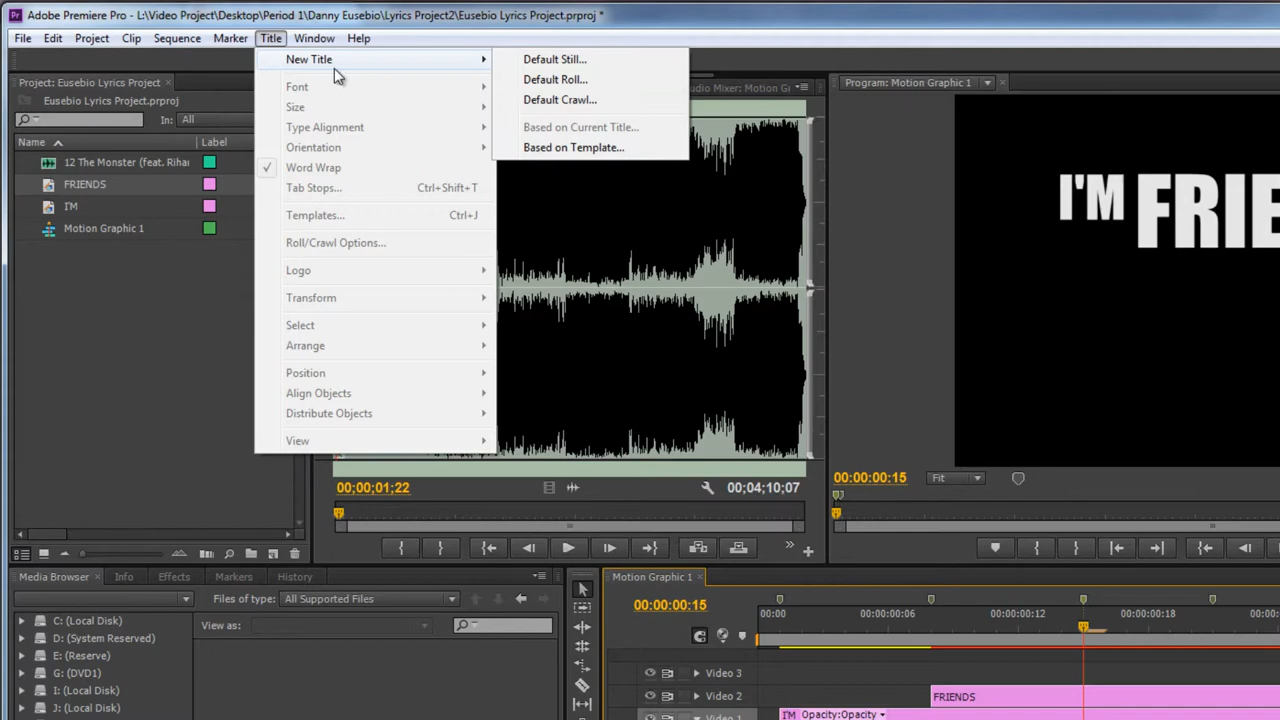 Adobe Premiere Pro - L:\Video Project\Desktop\Period 1\Danny Eusebio\Lyrics Project2\Eusebio Lyrics Project.prproj *
File Edit Project Clip Sequence Marker Title Window Help
New Title
Font
Size
Type Alignment
Orientation
Word Wrap
Tab Stops... Ctrl+Shift+T
Templates... Ctrl+J
Roll/Crawl Options...
Logo
Transform
Select
Arrange
Position
Align Objects
Distribute Objects
View
Default Still...
Default Roll...
Default Crawl...
Based on Current Title...
Based on Template...
Project: Eusebio Lyrics Project
Eusebio Lyrics Project.prproj
In: All
Name Label
12 The Monster (feat. Rihar
FRIENDS
I'M
Motion Graphic 1
udio Mixer: Motion Gr
00;00;01;22
00;04;10;07
Program: Motion Graphic 1
I'M FRIE
00:00:00:15
Fit
Media Browser Info Effects Markers History
Files of type: All Supported Files
View as:
C: (Local Disk)
D: (System Reserved)
E: (Reserve)
G: (DVD1)
I: (Local Disk)
J: (Local Disk)
Motion Graphic 1
00:00:00:15
00:00 00:00:00:06 00:00:00:12 00:00:00:18 00:0
Video 3
Video 2
FRIENDS
Video 1
I'M Opacity:Opacity